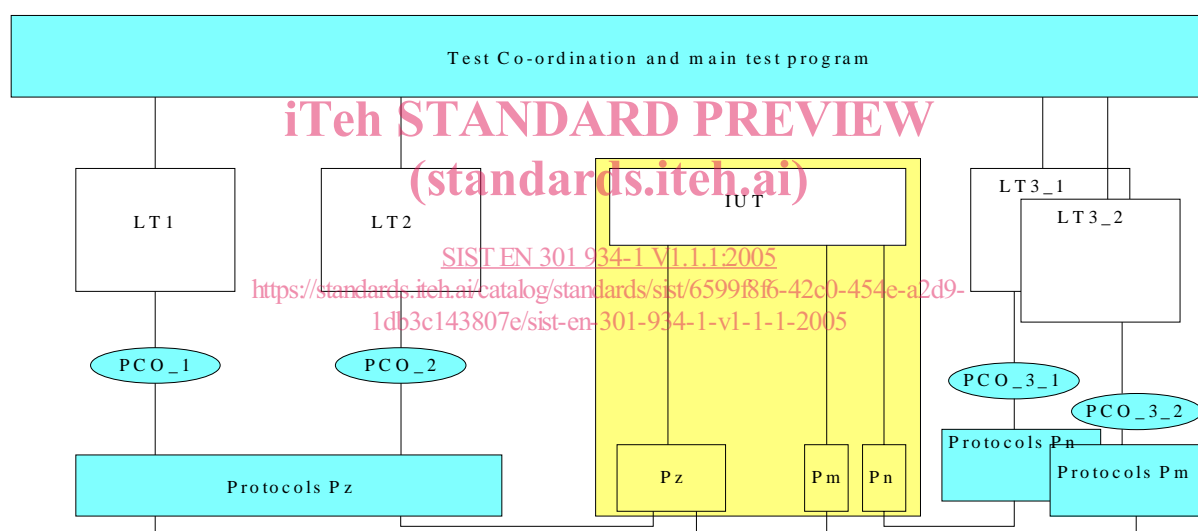 Test Co-ordination and main test program
iTeh STANDARD PREVIEW
(standards.iteh.ai)
LT1
LT2
IUT
LT3_1
LT3_2
SIST EN 301 934-1 V1.1.1:2005
https://standards.iteh.ai/catalog/standards/sist/6599f8f6-42c0-454e-a2d9-
1db3c143807e/sist-en-301-934-1-v1-1-1-2005
PCO_1
PCO_2
PCO_3_1
PCO_3_2
Protocols Pz
Pz
Pm
Pn
Protocols Pn
Protocols Pm